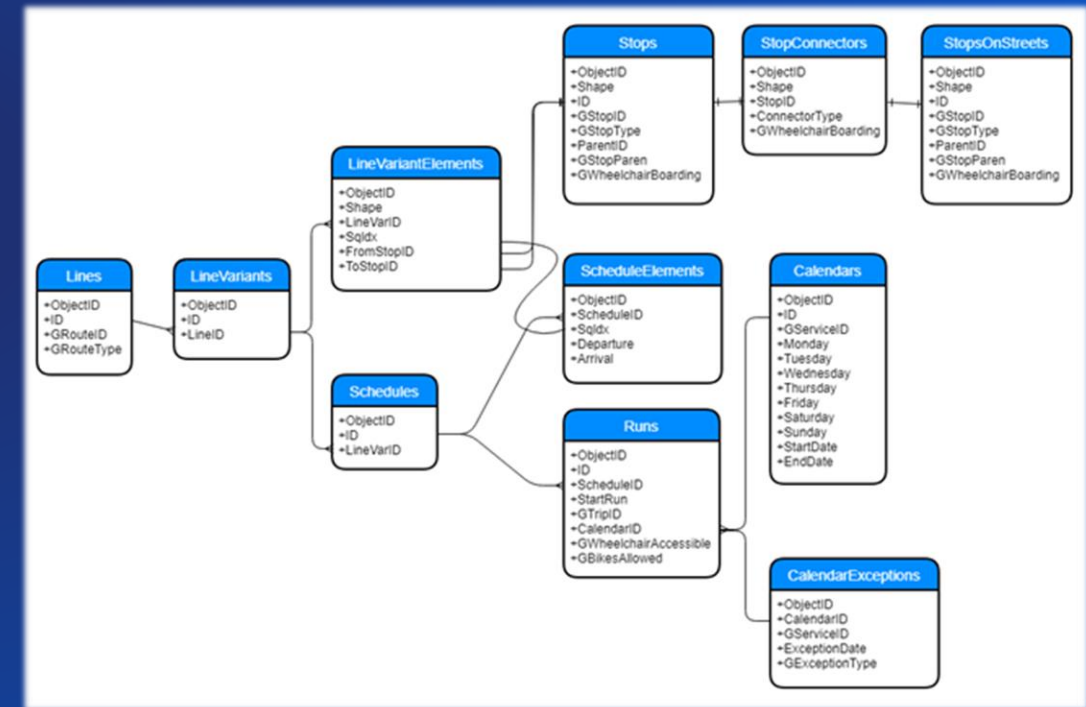 Lines
+ObjectID
+ID
+GRouteID
+GRouteType
LineVariants
+ObjectID
+ID
+LineID
LineVariantElements
+ObjectID
+Shape
+LineVarID
+SqIdx
+FromStopID
+ToStopID
Schedules
+ObjectID
+ID
+LineVarID
Stops
+ObjectID
+Shape
+ID
+GStopID
+GStopType
+ParentID
+GStopParen
+GWheelchairBoarding
StopConnectors
+ObjectID
+Shape
+StopID
+ConnectorType
+GWheelchairBoarding
StopsOnStreets
+ObjectID
+Shape
+ID
+GStopID
+GStopType
+ParentID
+GStopParen
+GWheelchairBoarding
ScheduleElements
+ObjectID
+ScheduleID
+SqIdx
+Departure
+Arrival
Runs
+ObjectID
+ID
+ScheduleID
+StartRun
+GTripID
+CalendarID
+GWheelchairAccessible
+GBikesAllowed
Calendars
+ObjectID
+ID
+GServiceID
+Monday
+Tuesday
+Wednesday
+Thursday
+Friday
+Saturday
+Sunday
+StartDate
+EndDate
CalendarExceptions
+ObjectID
+CalendarID
+GServiceID
+ExceptionDate
+GExceptionType